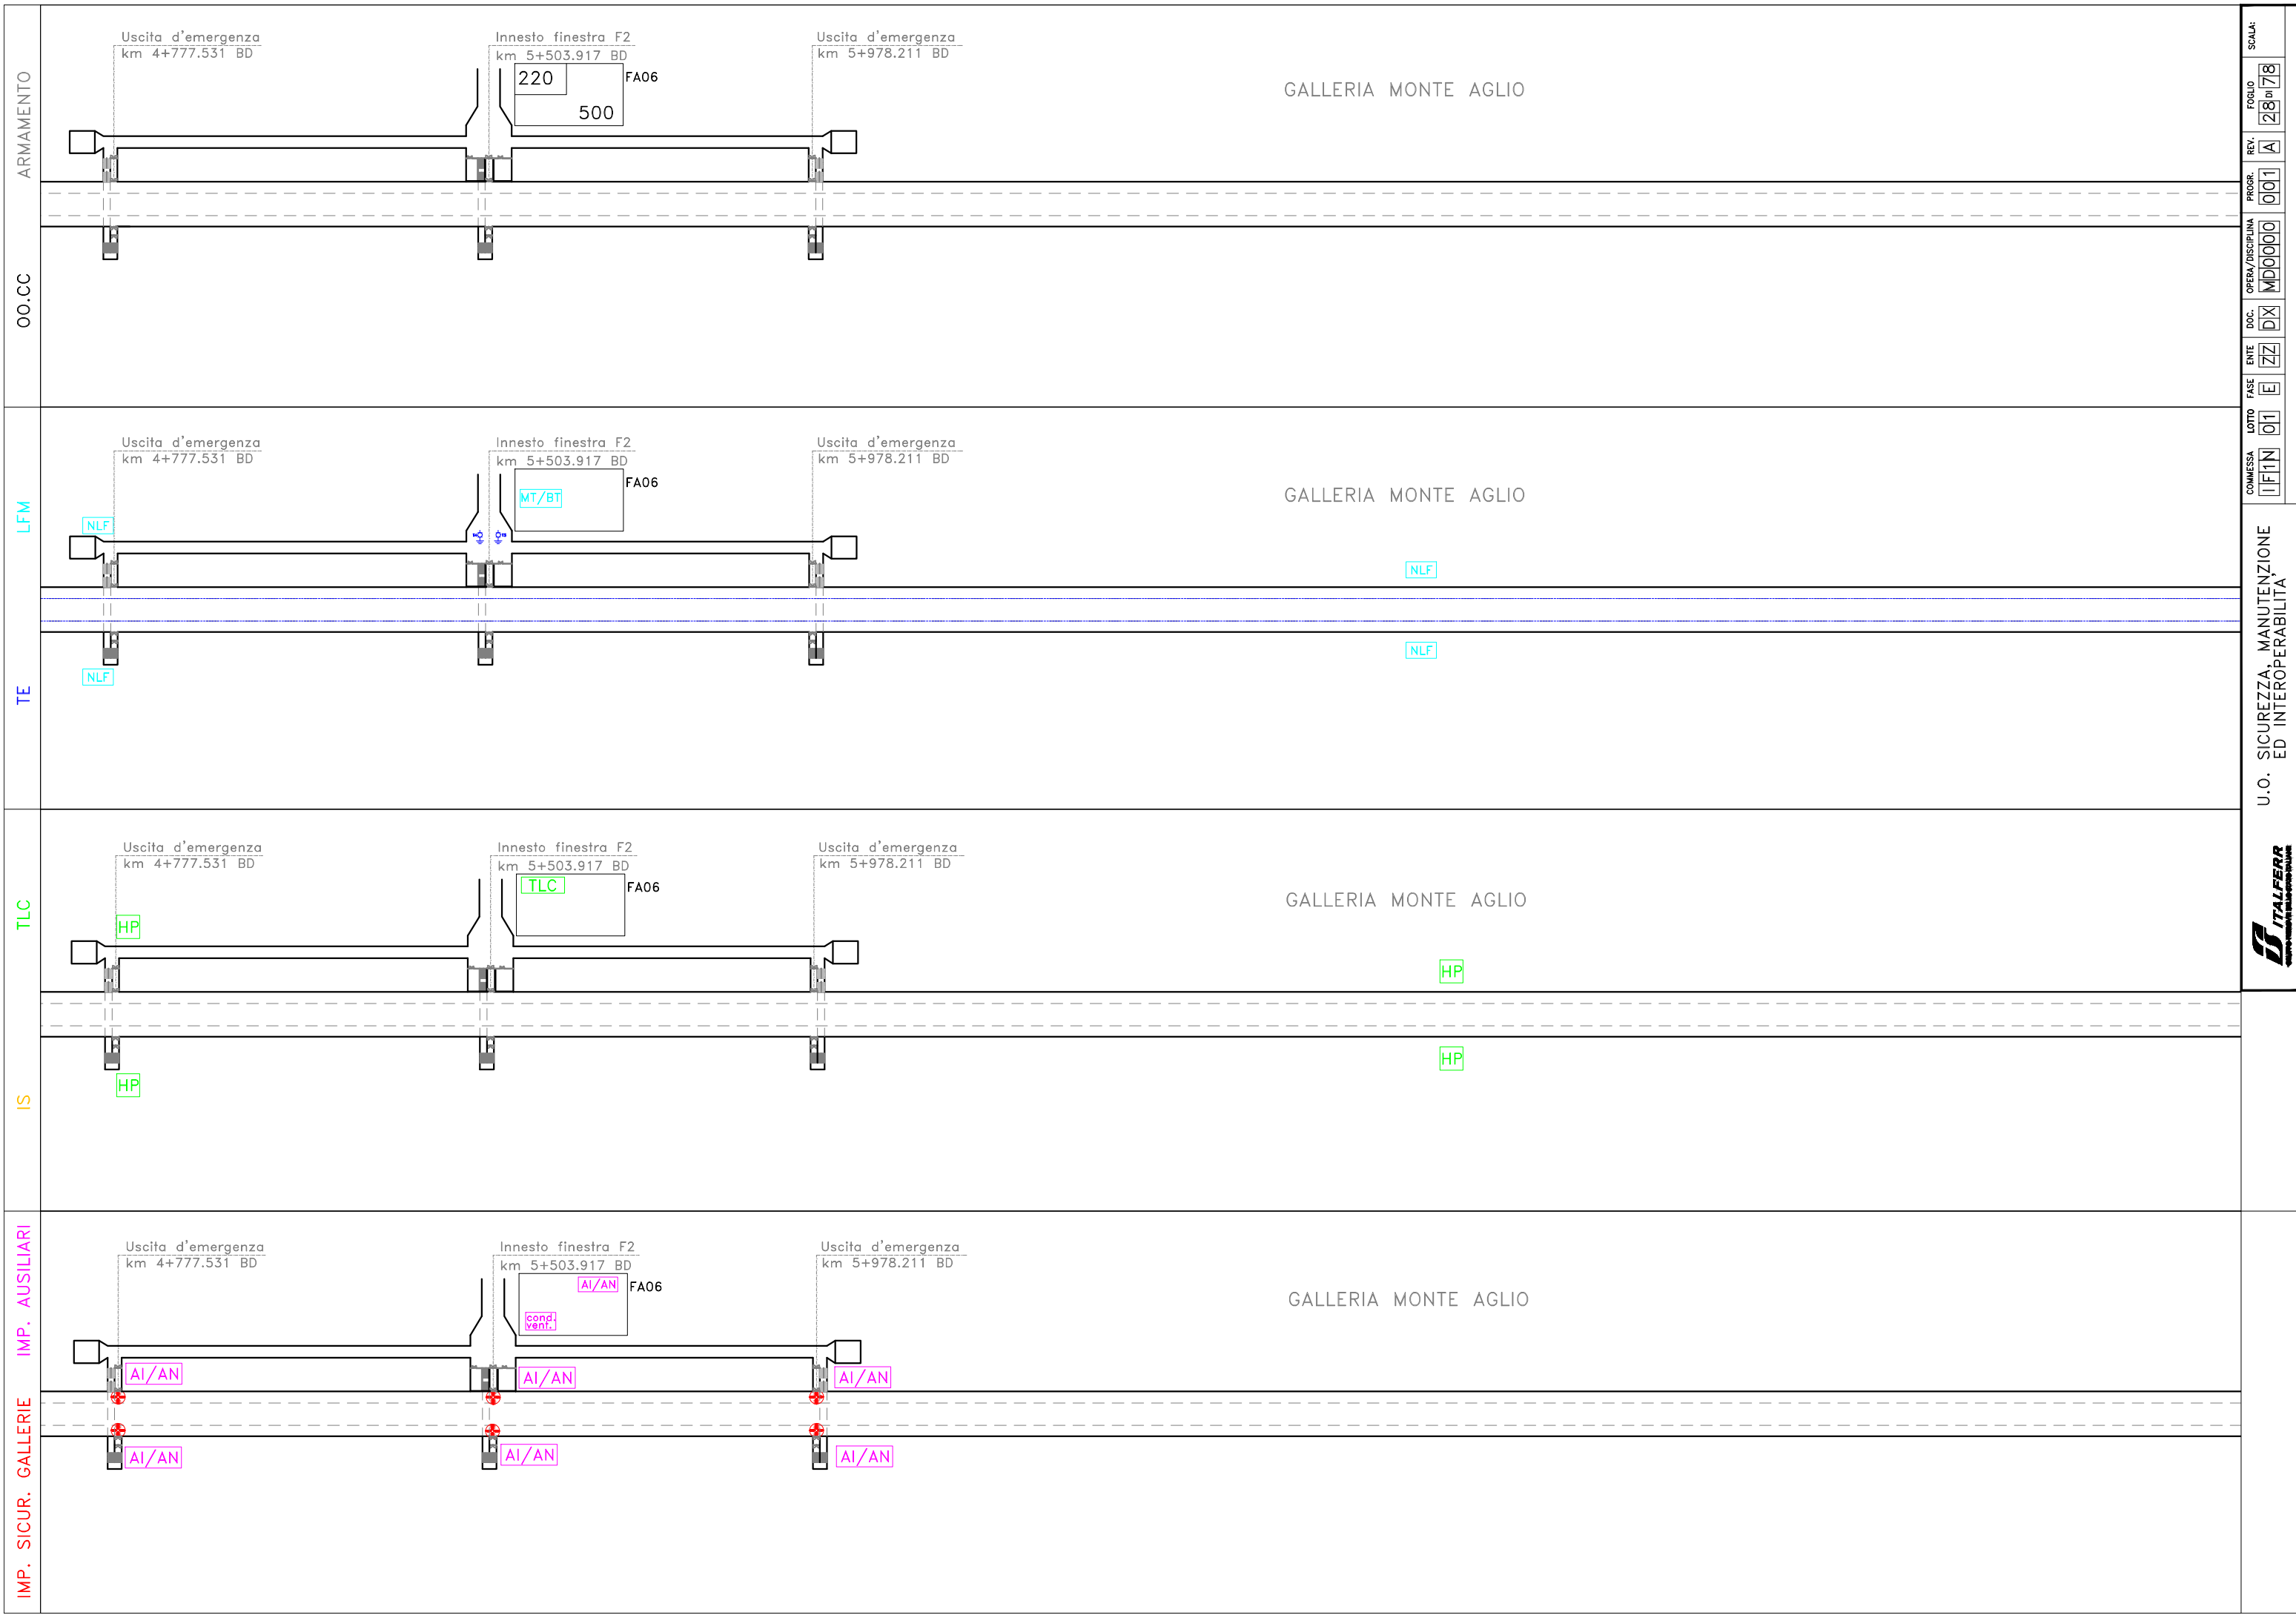 ARMAMENTO
OO.CC
Uscita d'emergenza
km 4+777.531 BD
Innesto finestra F2
km 5+503.917 BD
220
500
FA06
Uscita d'emergenza
km 5+978.211 BD
GALLERIA MONTE AGLIO
LFM
TE
Uscita d'emergenza
km 4+777.531 BD
Innesto finestra F2
km 5+503.917 BD
MT/BT
FA06
Uscita d'emergenza
km 5+978.211 BD
GALLERIA MONTE AGLIO
NLF
NLF
NLF
NLF
TLC
IS
Uscita d'emergenza
km 4+777.531 BD
Innesto finestra F2
km 5+503.917 BD
TLC
FA06
Uscita d'emergenza
km 5+978.211 BD
GALLERIA MONTE AGLIO
HP
HP
HP
HP
IMP. AUSILIARI
IMP. SICUR. GALLERIE
Uscita d'emergenza
km 4+777.531 BD
Innesto finestra F2
km 5+503.917 BD
AI/AN
cond.
vent.
FA06
Uscita d'emergenza
km 5+978.211 BD
GALLERIA MONTE AGLIO
AI/AN
AI/AN
AI/AN
AI/AN
AI/AN
AI/AN
ITALFERR
U.O. SICUREZZA, MANUTENZIONE
ED INTEROPERABILITA'
COMMESSA LOTTO FASE ENTE DOC. OPERA/DISCIPLINA PROGR. REV. FOGLIO SCALA:
IF1N 01 E ZZ DX MD0000 001 A 28 DI 78